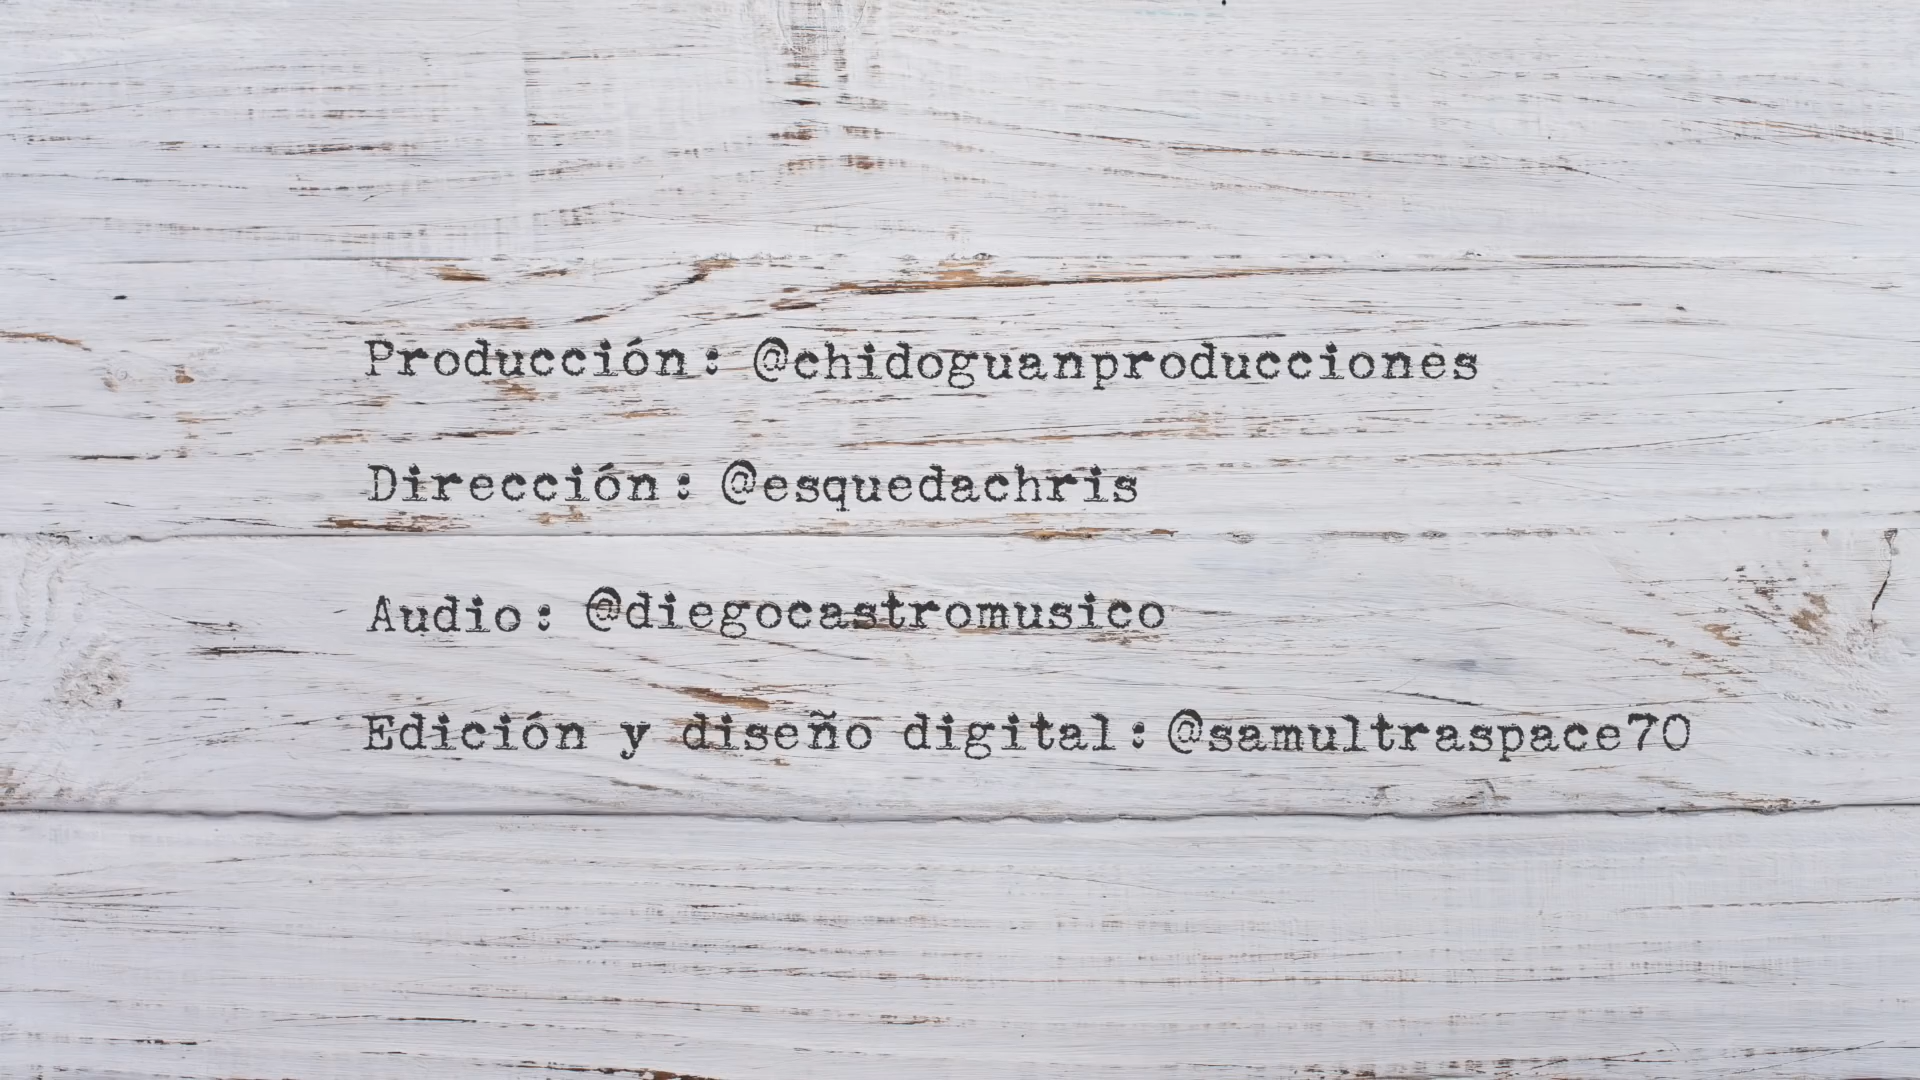 Producción: @chidoguanproducciones
Dirección: @esquedachris
Audio: @diegocastromusico
Edición y diseño digital: @samultraspace70